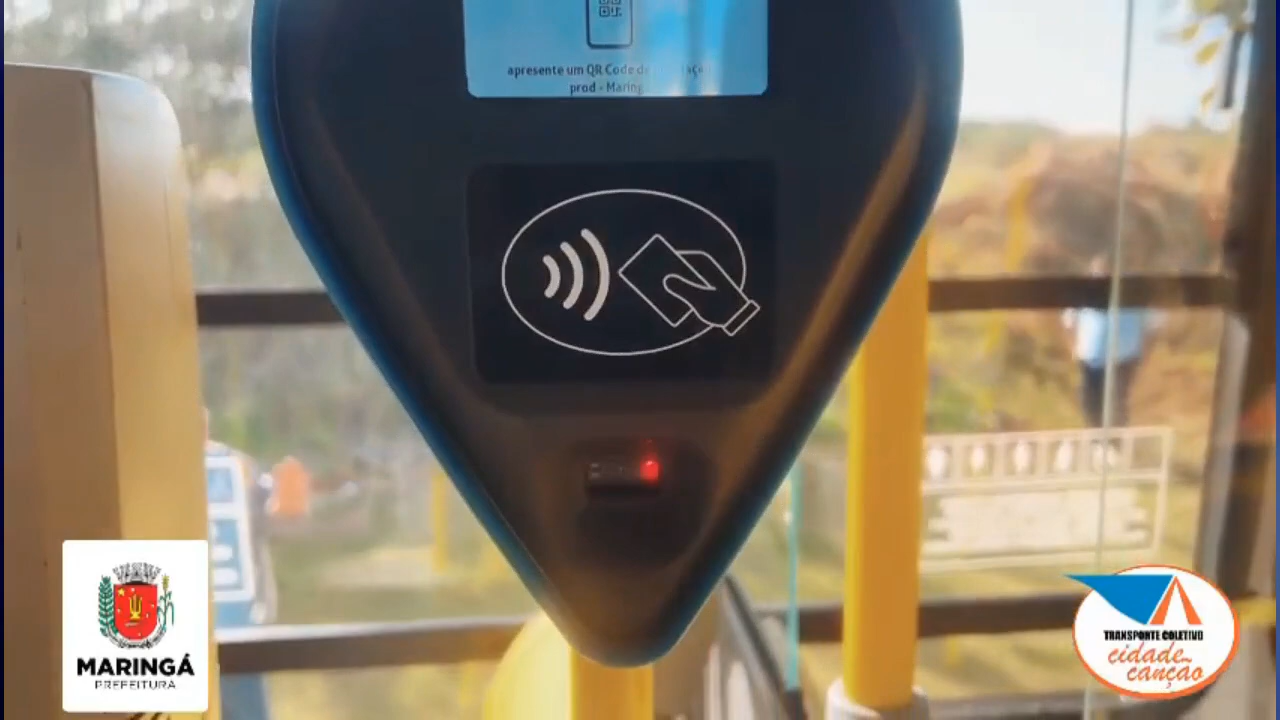 apresente um QR Code de
prod - Maring
MARINGÁ
PREFEITURA
TRANSPORTE COLETIVO
cidade
canção